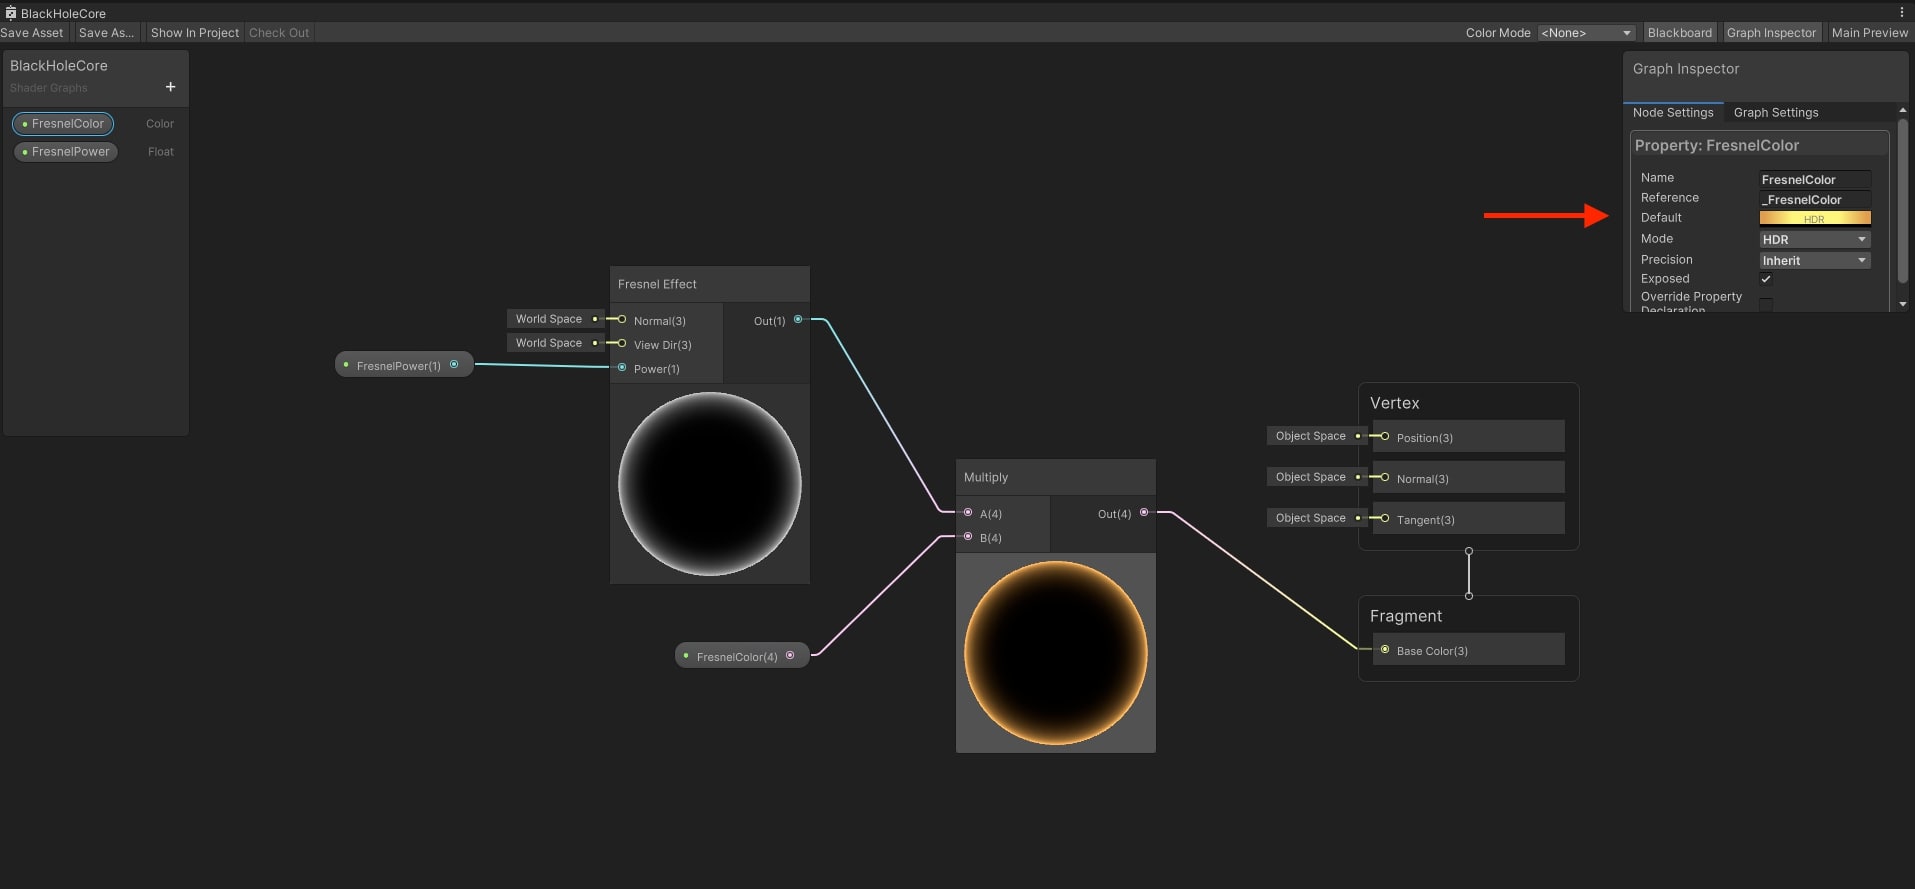 BlackHoleCore
Save Asset
Save As...
Show In Project
Check Out
Color Mode
<None>
Blackboard
Graph Inspector
Main Preview
BlackHoleCore
Shader Graphs
+
FresnelColor
Color
FresnelPower
Float
Graph Inspector
Node Settings
Graph Settings
Property: FresnelColor
Name
FresnelColor
Reference
_FresnelColor
Default
HDR
Mode
HDR
Precision
Inherit
Exposed
Override Property
Declaration
Fresnel Effect
World Space
Normal(3)
Out(1)
World Space
View Dir(3)
FresnelPower(1)
Power(1)
Multiply
A(4)
Out(4)
B(4)
FresnelColor(4)
Vertex
Object Space
Position(3)
Object Space
Normal(3)
Object Space
Tangent(3)
Fragment
Base Color(3)